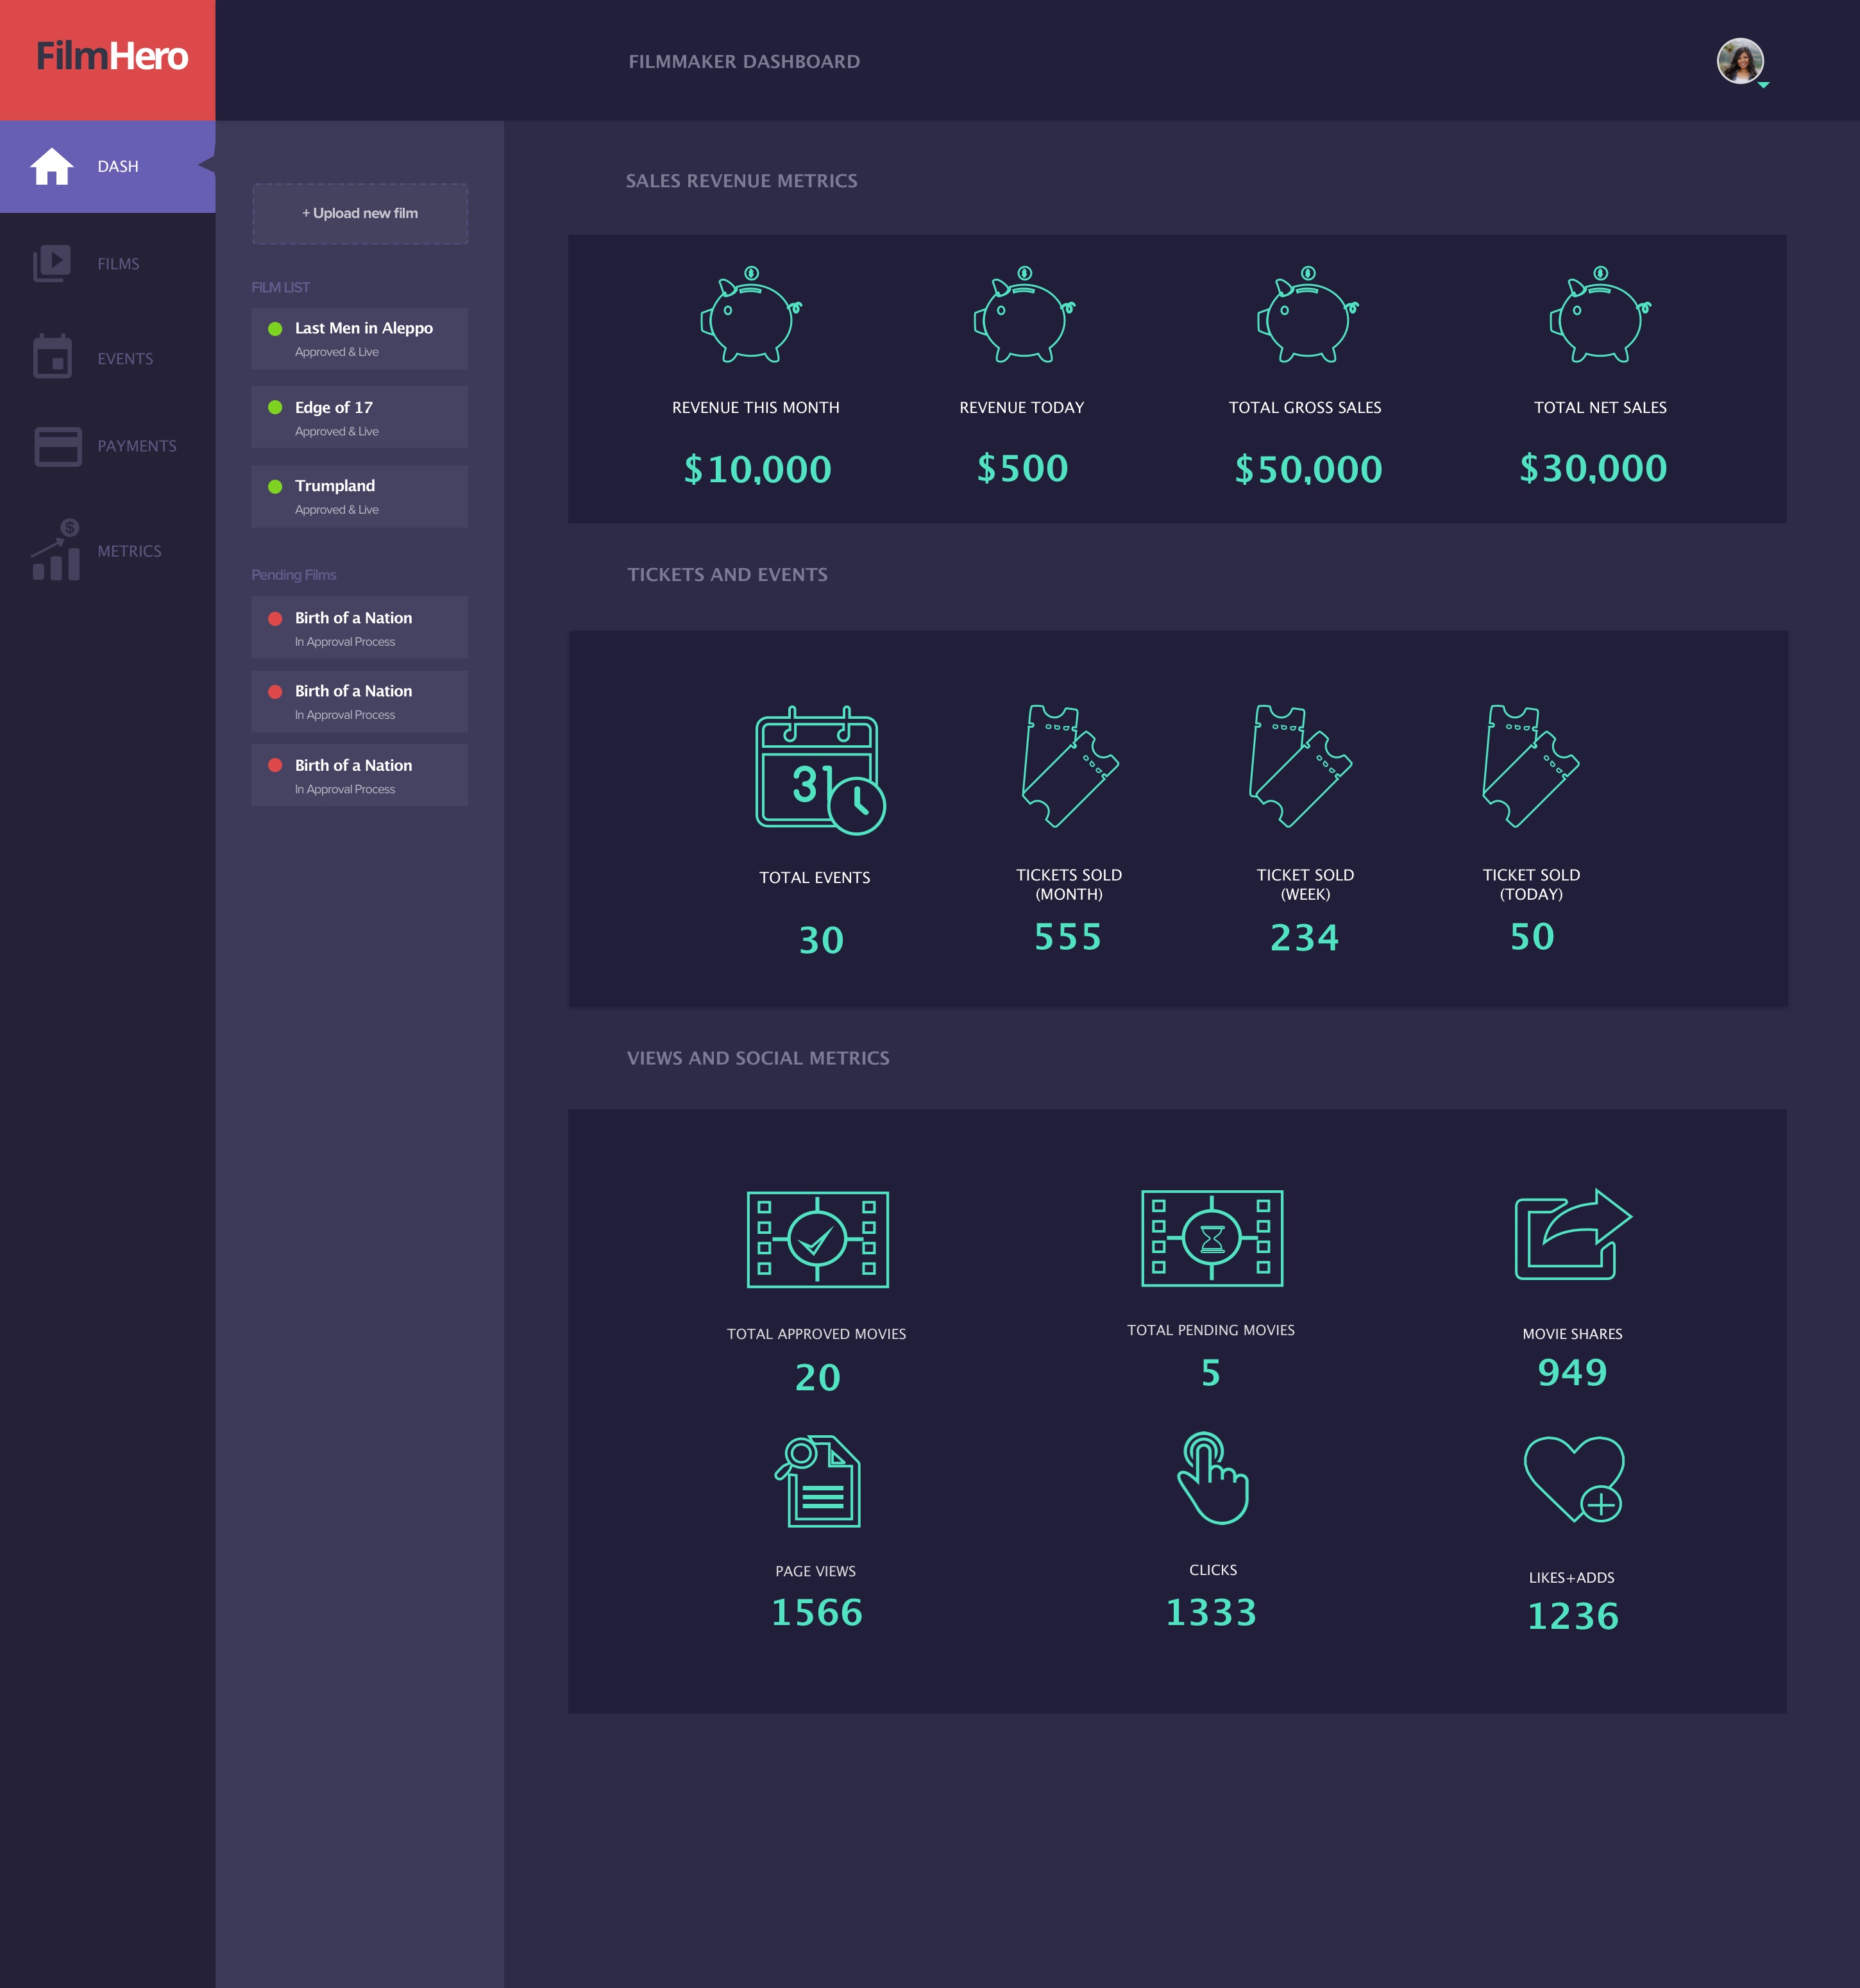 FilmHero
FILMMAKER DASHBOARD
DASH
FILMS
EVENTS
PAYMENTS
METRICS
+ Upload new film
FILM LIST
Last Men in Aleppo
Approved & Live
Edge of 17
Approved & Live
Trumpland
Approved & Live
Pending Films
Birth of a Nation
In Approval Process
Birth of a Nation
In Approval Process
Birth of a Nation
In Approval Process
SALES REVENUE METRICS
REVENUE THIS MONTH
$10,000
REVENUE TODAY
$500
TOTAL GROSS SALES
$50,000
TOTAL NET SALES
$30,000
TICKETS AND EVENTS
31
TOTAL EVENTS
30
TICKETS SOLD
(MONTH)
555
TICKET SOLD
(WEEK)
234
TICKET SOLD
(TODAY)
50
VIEWS AND SOCIAL METRICS
TOTAL APPROVED MOVIES
20
TOTAL PENDING MOVIES
5
MOVIE SHARES
949
PAGE VIEWS
1566
CLICKS
1333
LIKES+ADDS
1236